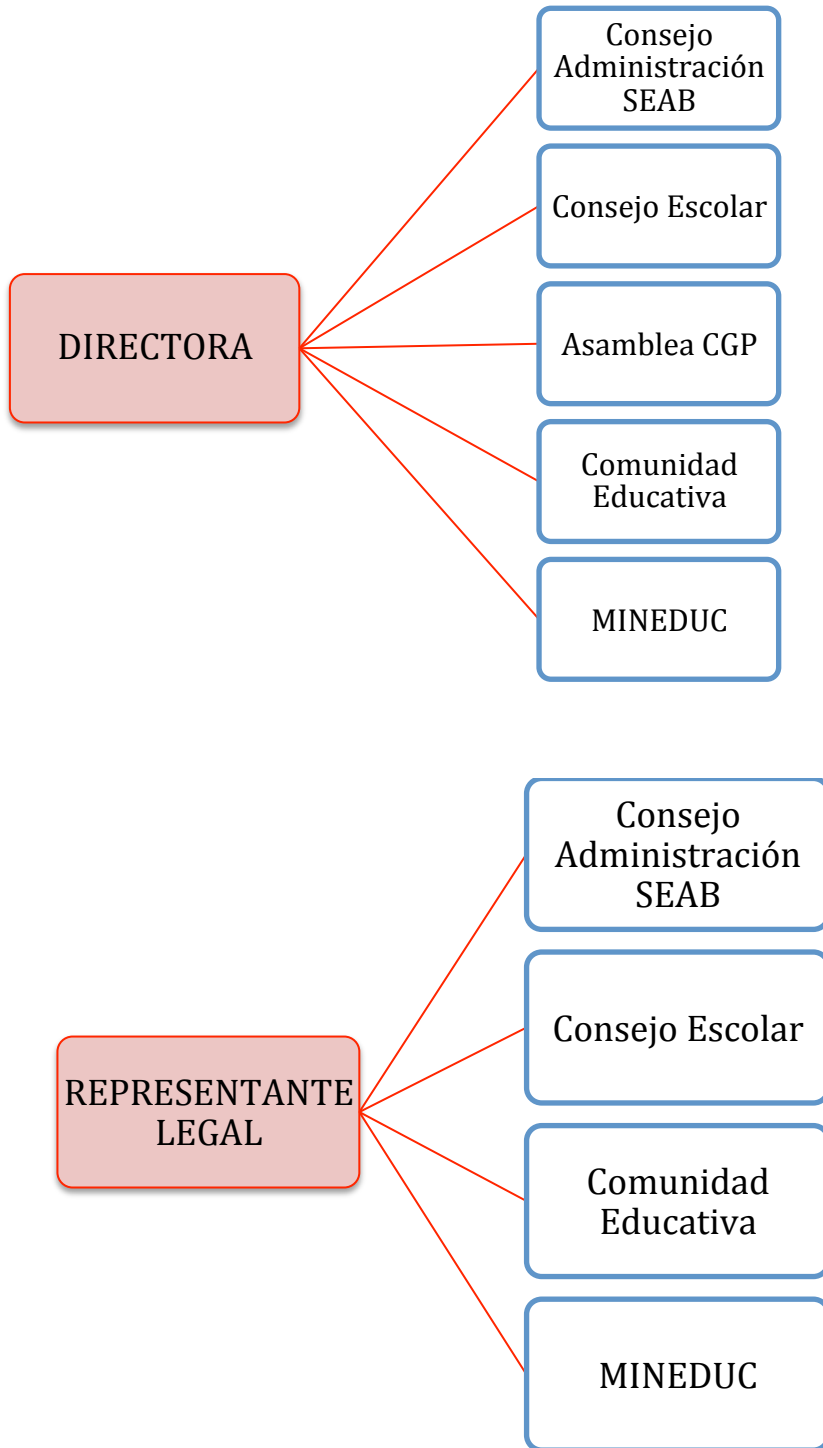 Consejo
Administración
SEAB
Consejo Escolar
DIRECTORA
Asamblea CGP
Comunidad
Educativa
MINEDUC
Consejo
Administración
SEAB
Consejo Escolar
REPRESENTANTE
LEGAL
Comunidad
Educativa
MINEDUC